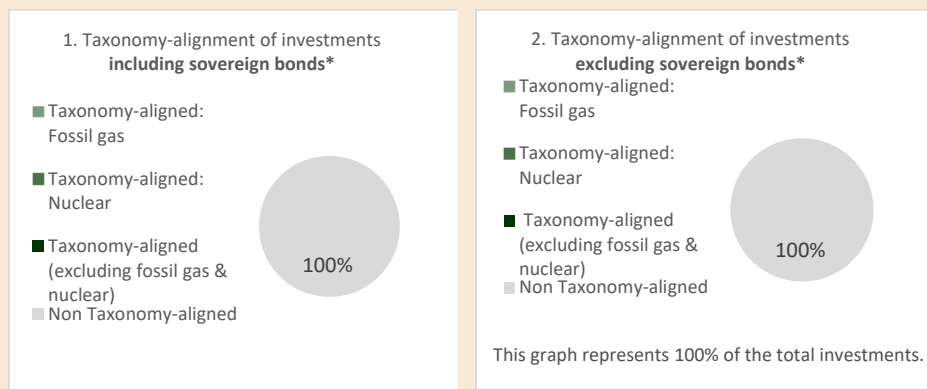 1. Taxonomy-alignment of investments
including sovereign bonds*
Taxonomy-aligned:
Fossil gas
Taxonomy-aligned:
Nuclear
Taxonomy-aligned
(excluding fossil gas &
nuclear)
Non Taxonomy-aligned
100%
2. Taxonomy-alignment of investments
excluding sovereign bonds*
Taxonomy-aligned:
Fossil gas
Taxonomy-aligned:
Nuclear
Taxonomy-aligned
(excluding fossil gas &
nuclear)
Non Taxonomy-aligned
100%
This graph represents 100% of the total investments.